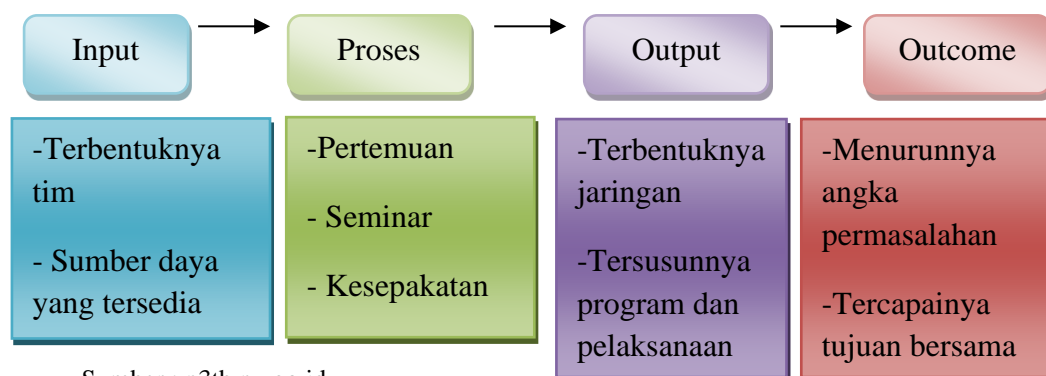 Input
Proses
Output
Outcome
-Terbentuknya
tim
- Sumber daya
yang tersedia
-Pertemuan
- Seminar
- Kesepakatan
-Terbentuknya
jaringan
-Tersusunnya
program dan
pelaksanaan
-Menurunnya
angka
permasalahan
-Tercapainya
tujuan bersama